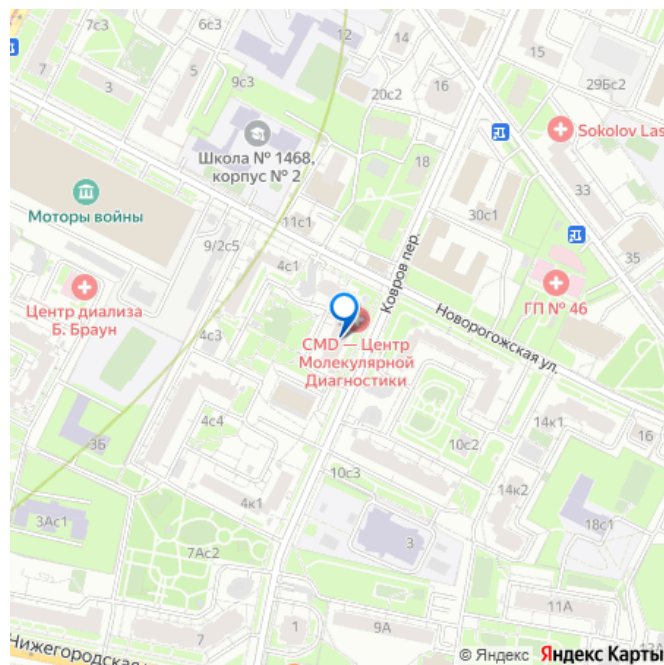 7с3
6с3
12
14
15
7
3
5
9с3
20с2
16
29Бс2
Sokolov Las
Школа № 1468,
корпус № 2
18
33
Моторы войны
11с1
30с1
9/2с5
4с1
Ковров пер.
35
Центр диализа
Б. Браун
ГП № 46
Новорогожская ул.
4с3
CMD — Центр
Молекулярной
Диагностики
4с4
14к1
16
3Б
10с2
10с3
4к1
14к2
3Ас1
18с1
7Ас2
3
11А
7
1
9А
Нижегородская
© Яндекс Яндекс Карты